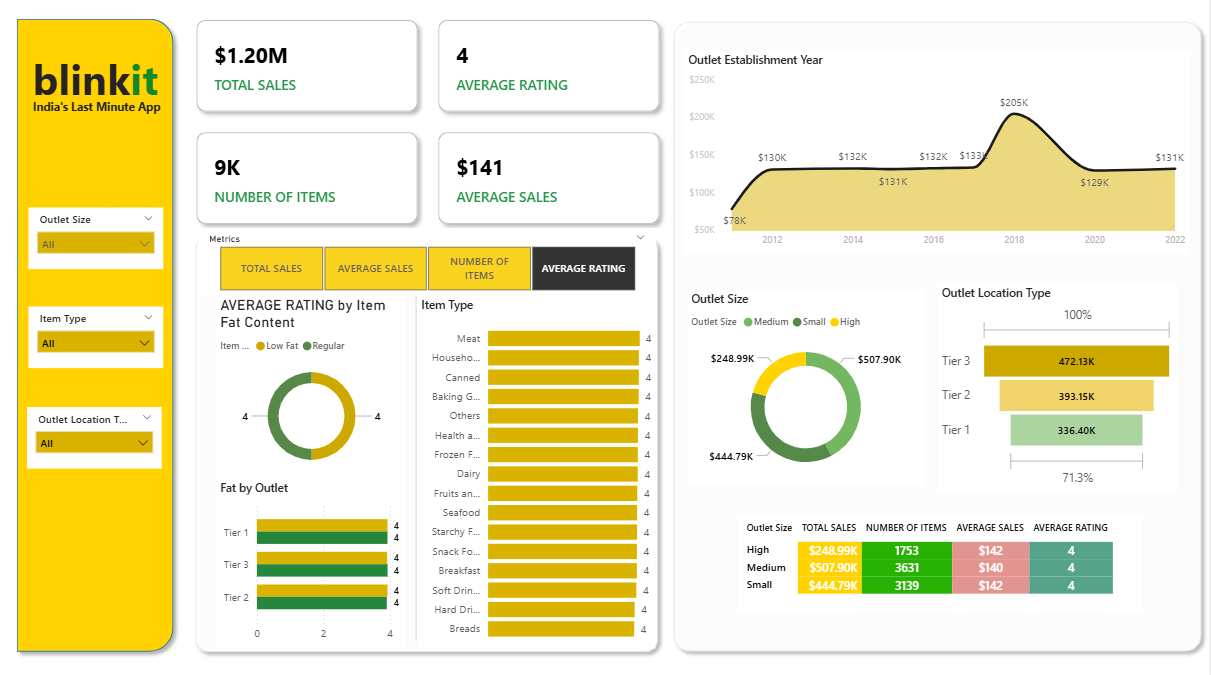 blinkit
India's Last Minute App
Outlet Size
All
Item Type
All
Outlet Location T...
All
$1.20M
TOTAL SALES
4
AVERAGE RATING
9K
NUMBER OF ITEMS
$141
AVERAGE SALES
Metrics
TOTAL SALES
AVERAGE SALES
NUMBER OF
ITEMS
AVERAGE RATING
AVERAGE RATING by Item
Fat Content
Item ...
Low Fat
Regular
4
4
Fat by Outlet
Tier 1
4
4
Tier 3
4
4
Tier 2
4
4
0 2 4
Item Type
Meat 4
Househo... 4
Canned 4
Baking G... 4
Others 4
Health a... 4
Frozen F... 4
Dairy 4
Fruits an... 4
Seafood 4
Starchy F... 4
Snack Fo... 4
Breakfast 4
Soft Drin... 4
Hard Dri... 4
Breads 4
Outlet Establishment Year
$250K
$200K
$150K
$100K
$50K
$78K
$130K
$132K
$131K
$132K
$133K
$205K
$129K
$131K
2012 2014 2016 2018 2020 2022
Outlet Size
Outlet Size Medium Small High
$248.99K
$507.90K
$444.79K
Outlet Location Type
100%
Tier 3 472.13K
Tier 2 393.15K
Tier 1 336.40K
71.3%
Outlet Size TOTAL SALES NUMBER OF ITEMS AVERAGE SALES AVERAGE RATING
High $248.99K 1753 $142 4
Medium $507.90K 3631 $140 4
Small $444.79K 3139 $142 4